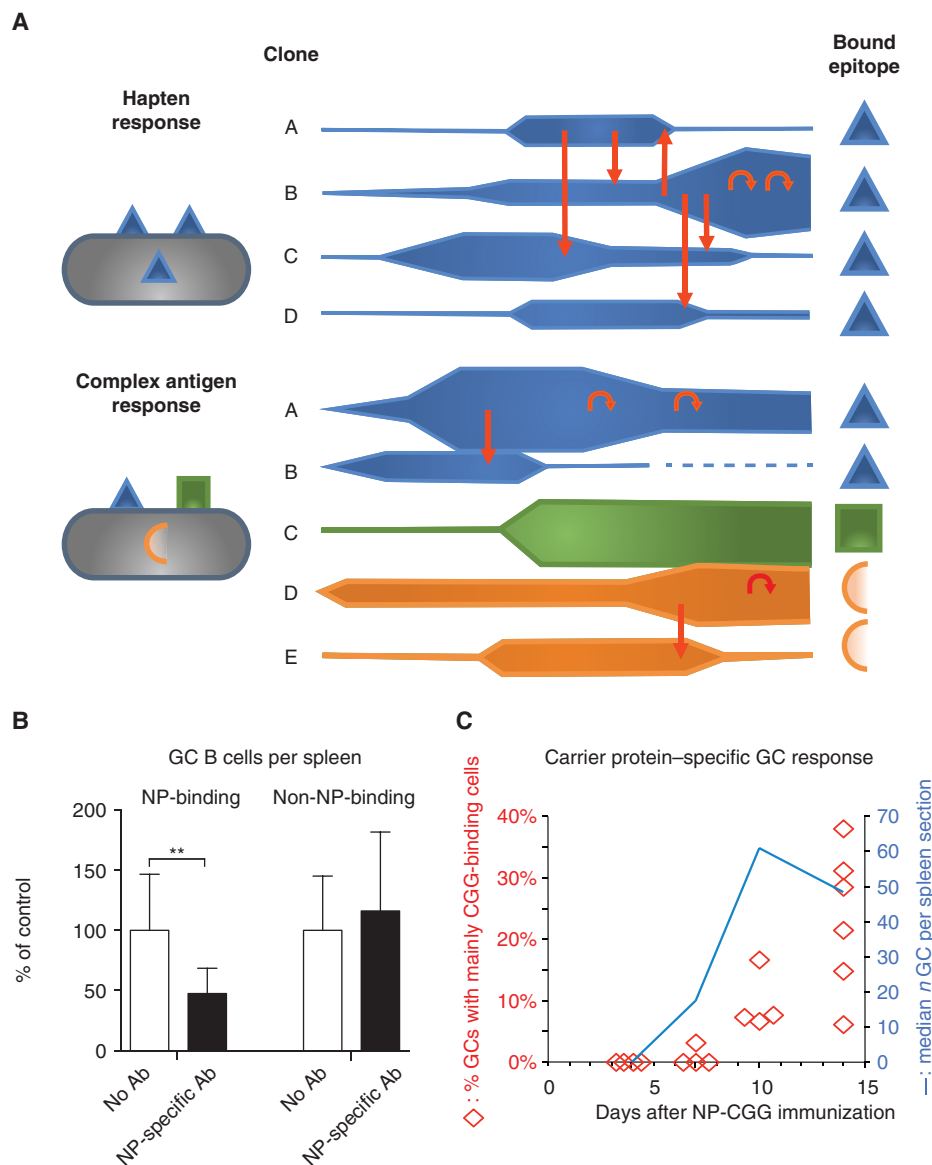 A
Clone
Bound
epitope
Hapten
response
A
B
C
D
Complex antigen
response
A
B
C
D
E
B
GC B cells per spleen
NP-binding
Non-NP-binding
% of control
200
150
100
50
0
**
No Ab
NP-specific Ab
No Ab
NP-specific Ab
C
Carrier protein–specific GC response
◇: % GCs with mainly CGG-binding cells
40%
30%
20%
10%
0%
70
60
50
40
30
20
10
0
—: median n GC per spleen section
0
5
10
15
Days after NP-CGG immunization